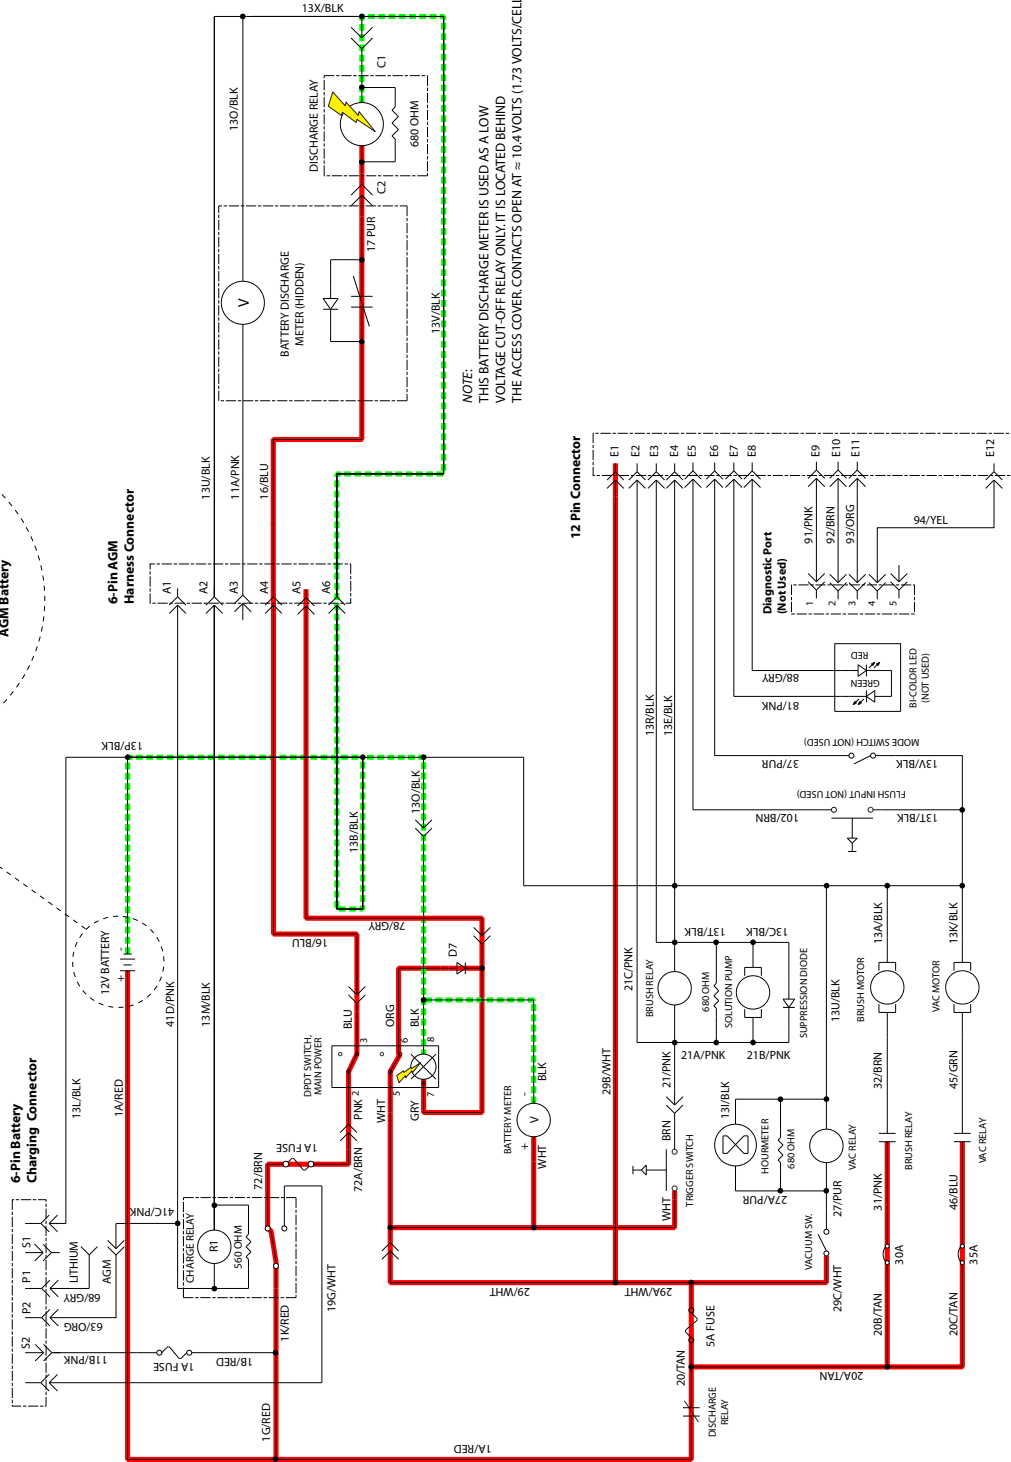 13X/BLK
13O/BLK
C1
DISCHARGE RELAY
680 OHM
C2
17 PUR
BATTERY DISCHARGE
METER (HIDDEN)
V
13V/BLK
NOTE:
THIS BATTERY DISCHARGE METER IS USED AS A LOW
VOLTAGE CUT-OFF RELAY ONLY. IT IS LOCATED BEHIND
THE ACCESS COVER. CONTACTS OPEN AT ≈ 10.4 VOLTS (1.73 VOLTS/CELL
13U/BLK
11A/PNK
16/BLU
AGM Battery
6-Pin AGM
Harness Connector
A1
A2
A3
A4
A5
A6
12 Pin Connector
E1
E2
E3
E4
E5
E6
E7
E8
E9
E10
E11
E12
91/PNK
92/BRN
93/ORG
94/YEL
Diagnostic Port
(Not Used)
1
2
3
4
5
88/GRY
81/PNK
RED
GREEN
BI-COLOR LED
(NOT USED)
13R/BLK
13E/BLK
37/PUR
MODE SWITCH (NOT USED)
13V/BLK
102/BRN
FLUSH INPUT (NOT USED)
13T/BLK
13P/BLK
13O/BLK
13B/BLK
12V BATTERY
-
+
78/GRY
16/BLU
D7
41D/PNK
13M/BLK
BLU
ORG
BLK
DPDT SWITCH,
MAIN POWER
3
6
8
2
5
7
PNK
WHT
GRY
BATTERY METER
V
+
-
WHT
BLK
21C/PNK
29B/WHT
BRUSH RELAY
13T/BLK
680 OHM
SOLUTION PUMP
13C/BLK
SUPPRESSION DIODE
21A/PNK
21B/PNK
13U/BLK
13A/BLK
BRUSH MOTOR
13K/BLK
VAC MOTOR
32/BRN
45/GRN
21/PNK
BRN
TRIGGER SWITCH
WHT
13I/BLK
HOURMETER
680 OHM
VAC RELAY
27A/PUR
27/PUR
VACUUM SW.
29C/WHT
BRUSH RELAY
31/PNK
30A
20B/TAN
VAC RELAY
46/BLU
35A
20C/TAN
6-Pin Battery
Charging Connector
13L/BLK
1A/RED
S1
P1
P2
S2
LITHIUM
AGM
68/GRY
63/ORG
11B/PNK
41C/PNK
CHARGE RELAY
R1
560 OHM
72/BRN
1A FUSE
72A/BRN
1A FUSE
1B/RED
1K/RED
19G/WHT
1G/RED
29/WHT
29A/WHT
5A FUSE
20/TAN
20A/TAN
DISCHARGE
RELAY
1A/RED